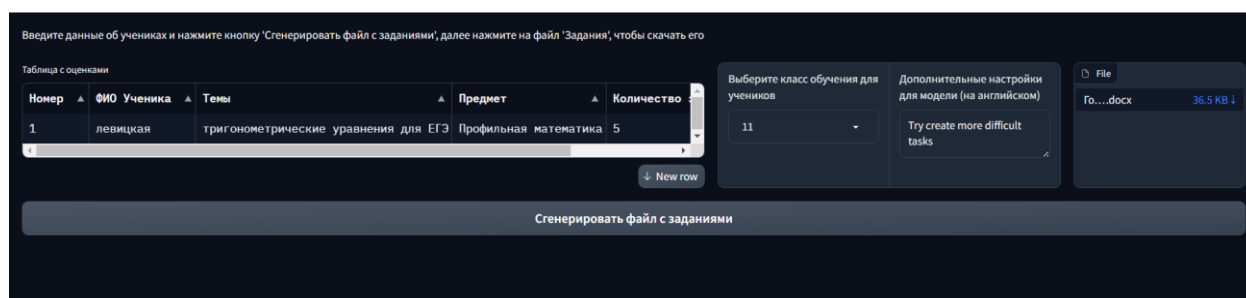 Введите данные об учениках и нажмите кнопку 'Сгенерировать файл с заданиями', далее нажмите на файл 'Задания', чтобы скачать его
Таблица с оценками
Номер ФИО Ученика Темы Предмет Количество
1 левицкая тригонометрические уравнения для ЕГЭ Профильная математика 5
New row
Выберите класс обучения для
учеников
11
Дополнительные настройки
для модели (на английском)
Try create more difficult
tasks
File
Го....docx 36.5 KB ↓
Сгенерировать файл с заданиями